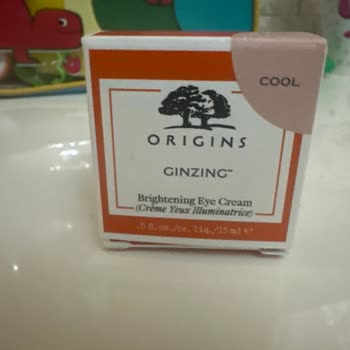 COOL
ORIGINS
GINZING™
Brightening Eye Cream
(Crème Yeux Illuminatrice)
.5 fl.oz./oz. liq./15 ml ℮